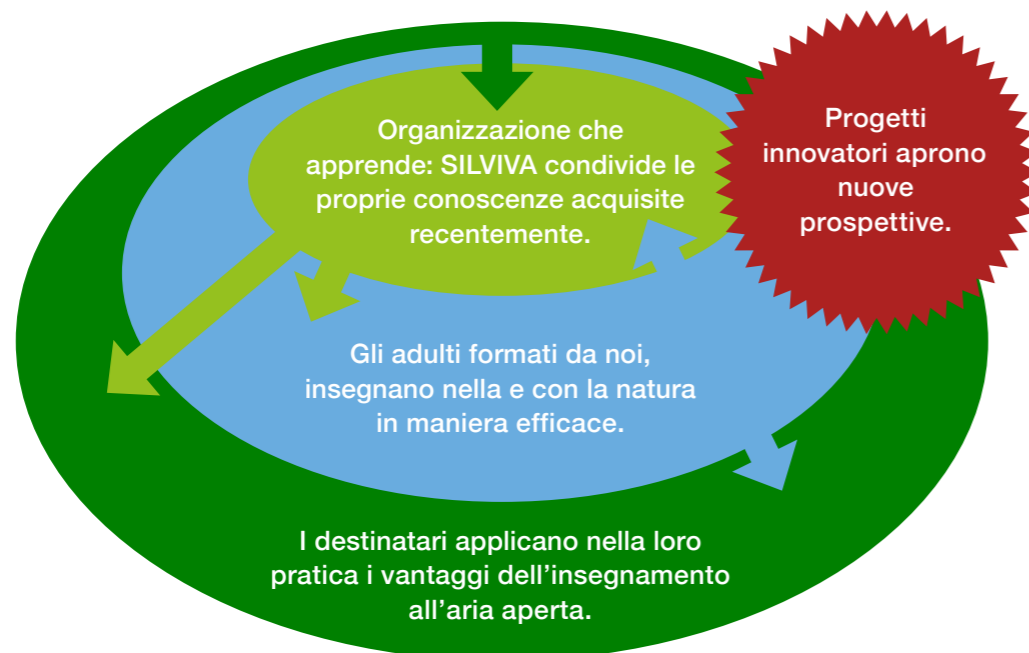 Organizzazione che
apprende: SILVIVA condivide le
proprie conoscenze acquisite
recentemente.
Progetti
innovatori aprono
nuove
prospettive.
Gli adulti formati da noi,
insegnano nella e con la natura
in maniera efficace.
I destinatari applicano nella loro
pratica i vantaggi dell’insegnamento
all’aria aperta.